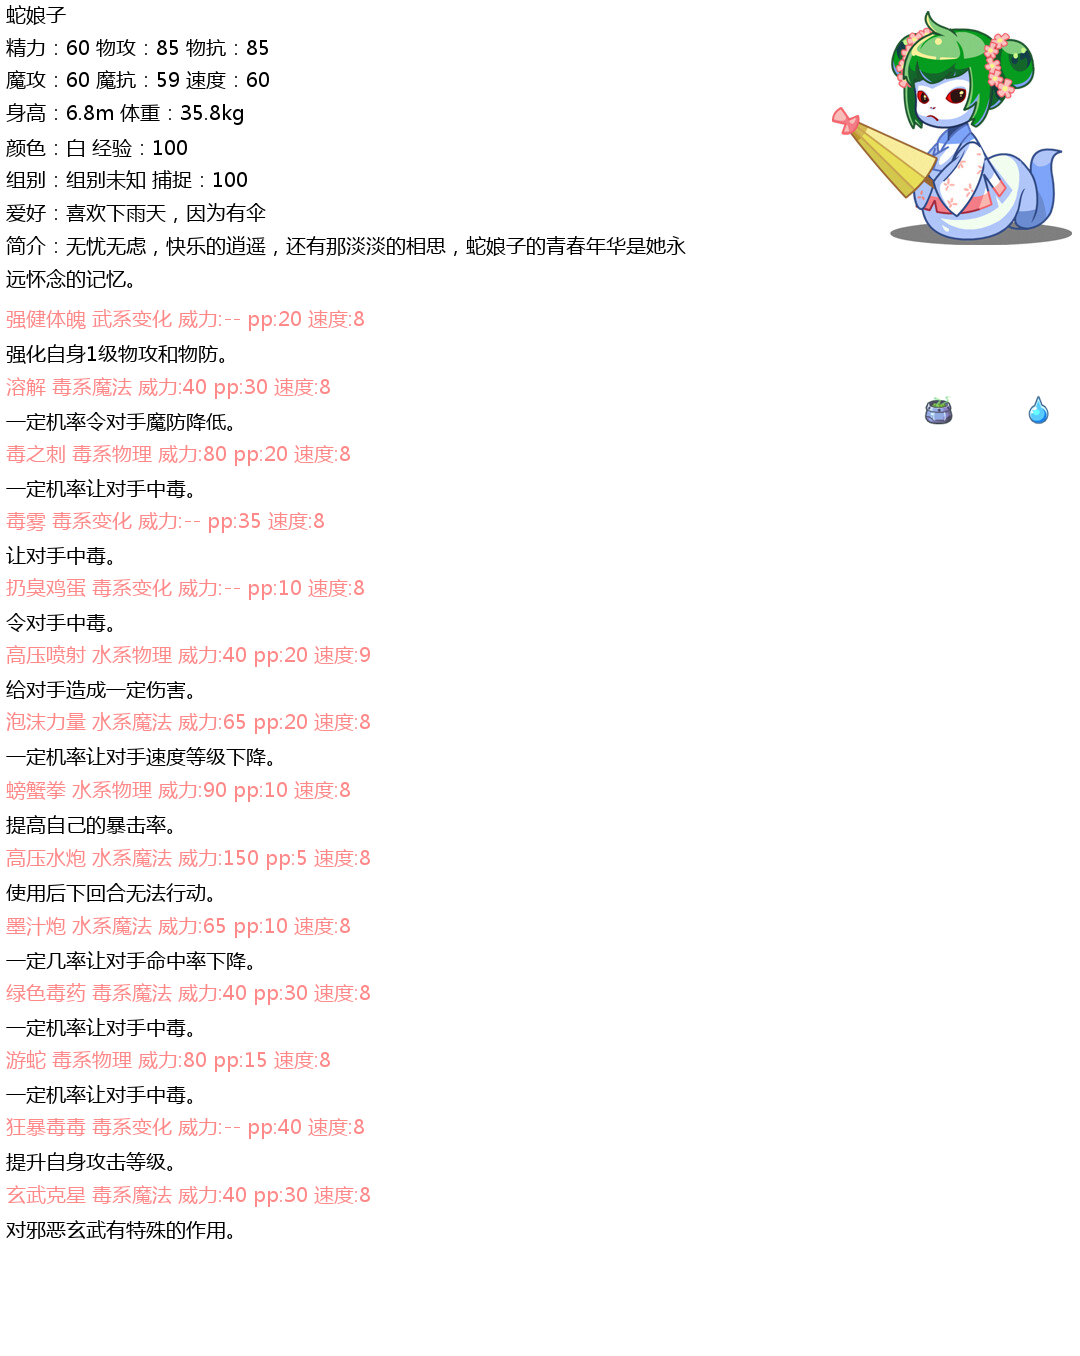 蛇娘子
精力：60 物攻：85 物抗：85
魔攻：60 魔抗：59 速度：60
身高：6.8m 体重：35.8kg
颜色：白 经验：100
组别：组别未知 捕捉：100
爱好：喜欢下雨天，因为有伞
简介：无忧无虑，快乐的逍遥，还有那淡淡的相思，蛇娘子的青春年华是她永
远怀念的记忆。
强健体魄 武系变化 威力:-- pp:20 速度:8
强化自身1级物攻和物防。
溶解 毒系魔法 威力:40 pp:30 速度:8
一定机率令对手魔防降低。
毒之刺 毒系物理 威力:80 pp:20 速度:8
一定机率让对手中毒。
毒雾 毒系变化 威力:-- pp:35 速度:8
让对手中毒。
扔臭鸡蛋 毒系变化 威力:-- pp:10 速度:8
令对手中毒。
高压喷射 水系物理 威力:40 pp:20 速度:9
给对手造成一定伤害。
泡沫力量 水系魔法 威力:65 pp:20 速度:8
一定机率让对手速度等级下降。
螃蟹拳 水系物理 威力:90 pp:10 速度:8
提高自己的暴击率。
高压水炮 水系魔法 威力:150 pp:5 速度:8
使用后下回合无法行动。
墨汁炮 水系魔法 威力:65 pp:10 速度:8
一定几率让对手命中率下降。
绿色毒药 毒系魔法 威力:40 pp:30 速度:8
一定机率让对手中毒。
游蛇 毒系物理 威力:80 pp:15 速度:8
一定机率让对手中毒。
狂暴毒毒 毒系变化 威力:-- pp:40 速度:8
提升自身攻击等级。
玄武克星 毒系魔法 威力:40 pp:30 速度:8
对邪恶玄武有特殊的作用。